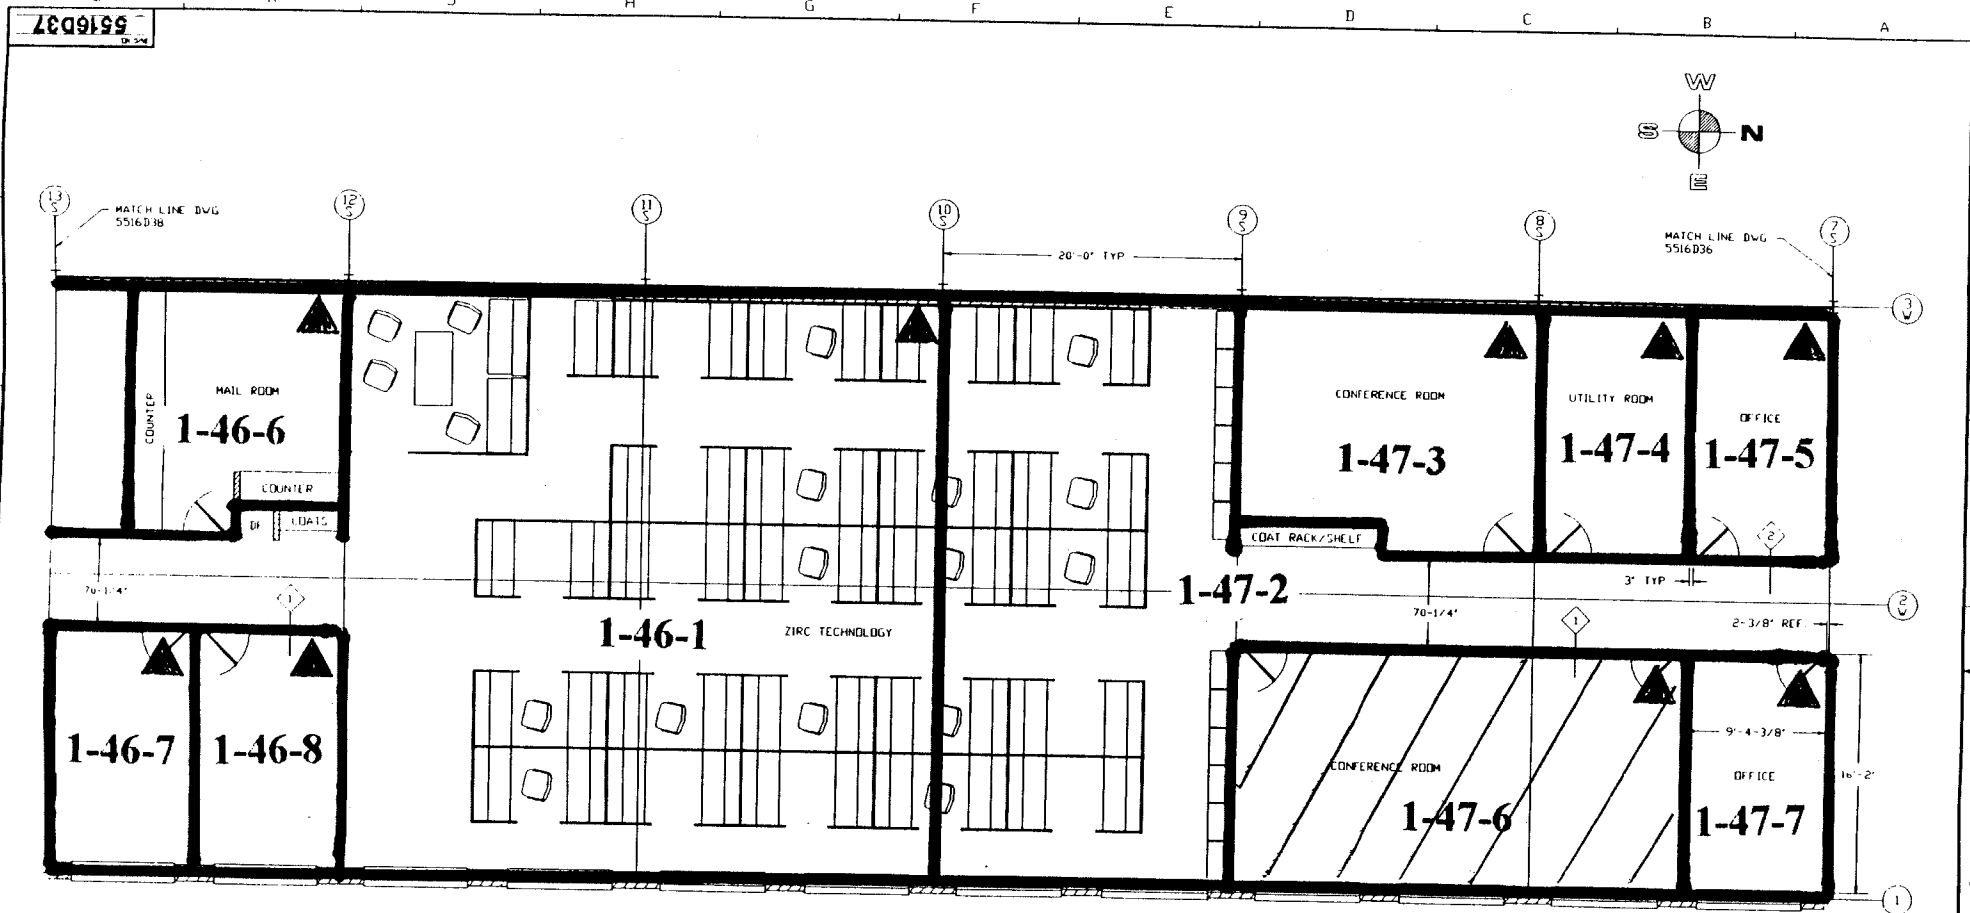 H G F E D C B A
5516D37
W
S N
E
13 S
12 S
11 S
10 S
9 S
8 S
7 S
MATCH LINE DWG
5516D38
20'-0" TYP
MATCH LINE DWG
5516D36
3 W
MAIL ROOM
1-46-6
COUNTER
COUNTER
DF
COATS
CONFERENCE ROOM
1-47-3
UTILITY ROOM
1-47-4
OFFICE
1-47-5
COAT RACK/SHELF
2
3" TYP
1-47-2
70-1/4"
1
2-3/8" REF.
2 W
70-1/4"
1
1-46-1
ZIRC TECHNOLOGY
1-46-7
1-46-8
CONFERENCE ROOM
1-47-6
9'-4-3/8"
OFFICE
1-47-7
16'-2"
1